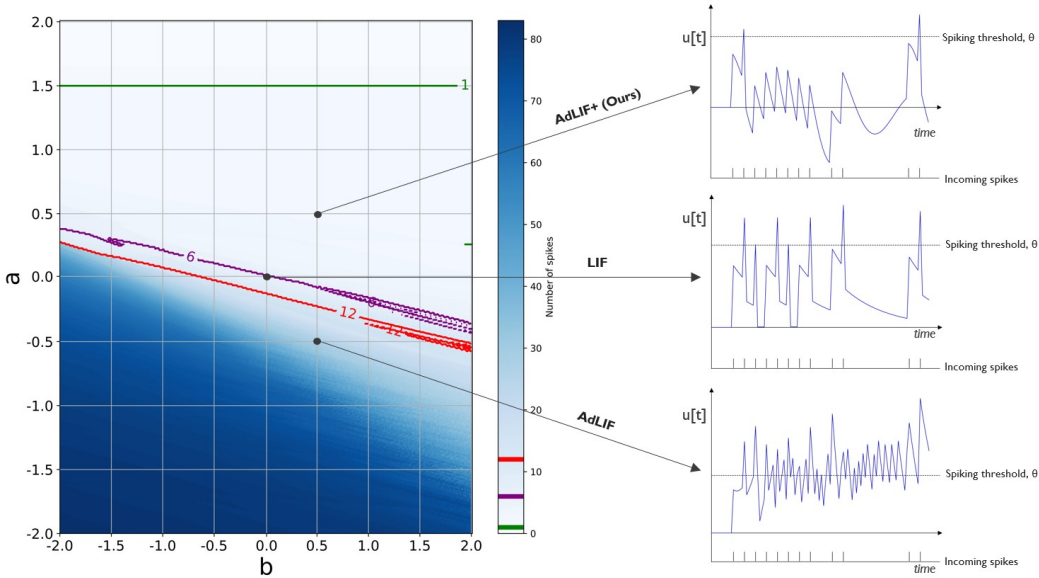 2.0
1.5
1.0
0.5
0.0
-0.5
-1.0
-1.5
-2.0
a
-2.0
-1.5
-1.0
-0.5
0.0
0.5
1.0
1.5
2.0
b
1
6
12
12
80
70
60
50
40
30
20
10
0
Number of spikes
AdLIF+ (Ours)
LIF
AdLIF
u[t]
Spiking threshold, θ
time
Incoming spikes
u[t]
Spiking threshold, θ
time
Incoming spikes
u[t]
Spiking threshold, θ
Incoming spikes
time